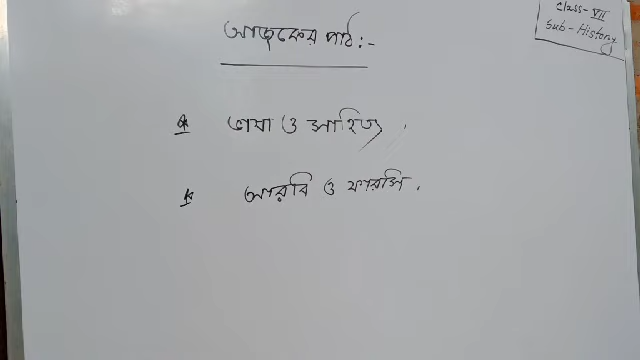 Class-VII
Sub-History
আজকের পাঠ:-
* ভাষা ও সাহিত্য,
* আরবি ও ফারসি.